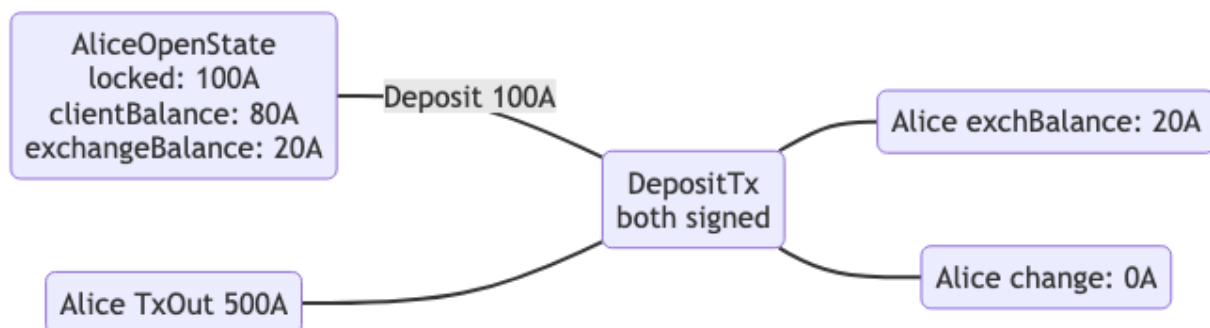 AliceOpenState
locked: 100A
clientBalance: 80A
exchangeBalance: 20A
Deposit 100A
Alice exchBalance: 20A
DepositTx
both signed
Alice TxOut 500A
Alice change: 0A